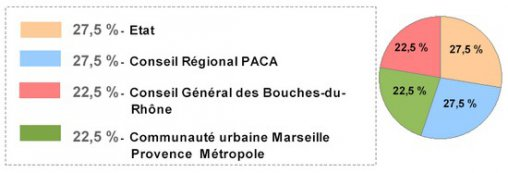 27,5 %- Etat
27,5 %- Conseil Régional PACA
22,5 %- Conseil Général des Bouches-du-
Rhône
22,5 %- Communauté urbaine Marseille
Provence Métropole
22,5 %
27,5 %
22,5 %
27,5 %